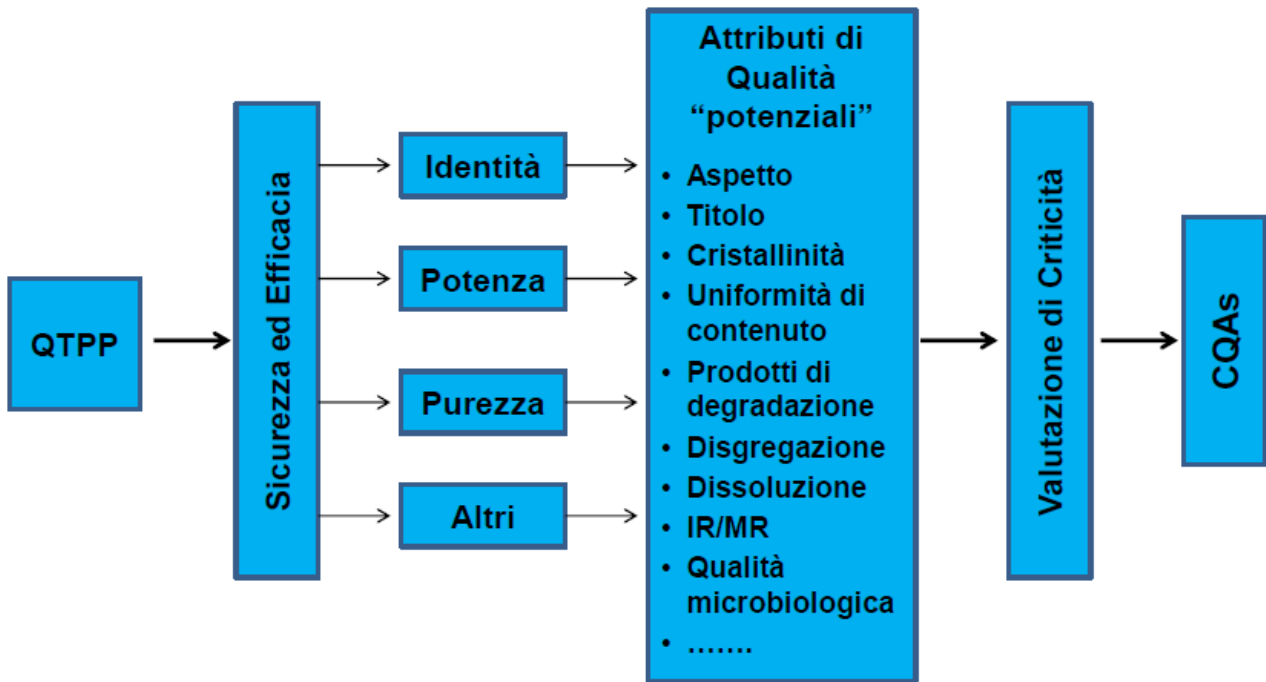 QTPP
Sicurezza ed Efficacia
Identità
Potenza
Purezza
Altri
Attributi di
Qualità
“potenziali”
• Aspetto
• Titolo
• Cristallinità
• Uniformità di
contenuto
• Prodotti di
degradazione
• Disgregazione
• Dissoluzione
• IR/MR
• Qualità
microbiologica
• …….
Valutazione di Criticità
CQAs